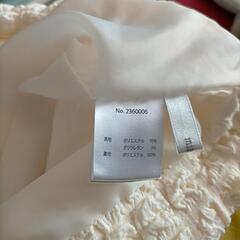 No. 2360006
表地 ポリエステル 95%
ポリウレタン 5%
裏地 ポリエステル 100%